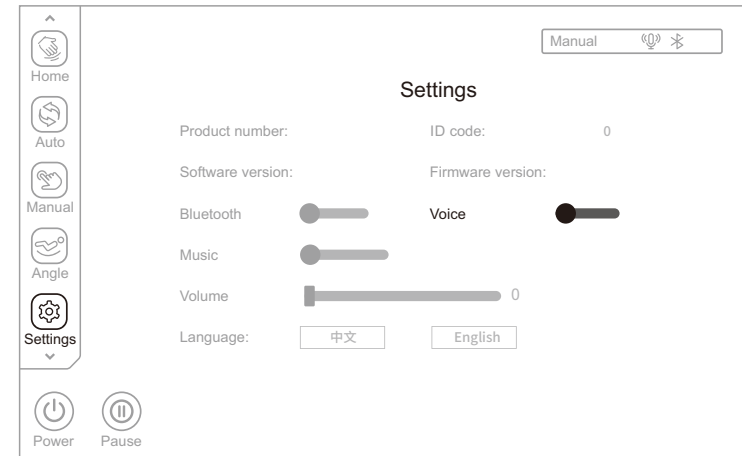 Manual
Home
Settings
Product number:
ID code:
0
Auto
Software version:
Firmware version:
Manual
Bluetooth
Voice
Music
Angle
Volume
0
Settings
Language:
中文
English
Power
Pause